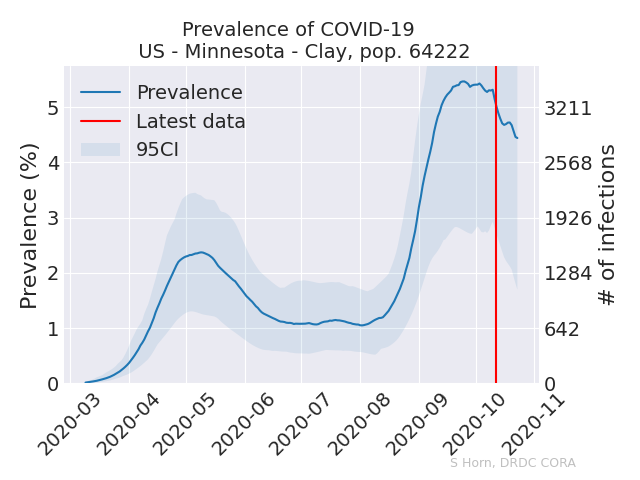 Prevalence of COVID-19
US - Minnesota - Clay, pop. 64222
Prevalence
Latest data
95CI
Prevalence (%)
5
4
3
2
1
0
3211
2568
1926
1284
642
0
# of infections
2020-03
2020-04
2020-05
2020-06
2020-07
2020-08
2020-09
2020-10
2020-11
S Horn, DRDC CORA